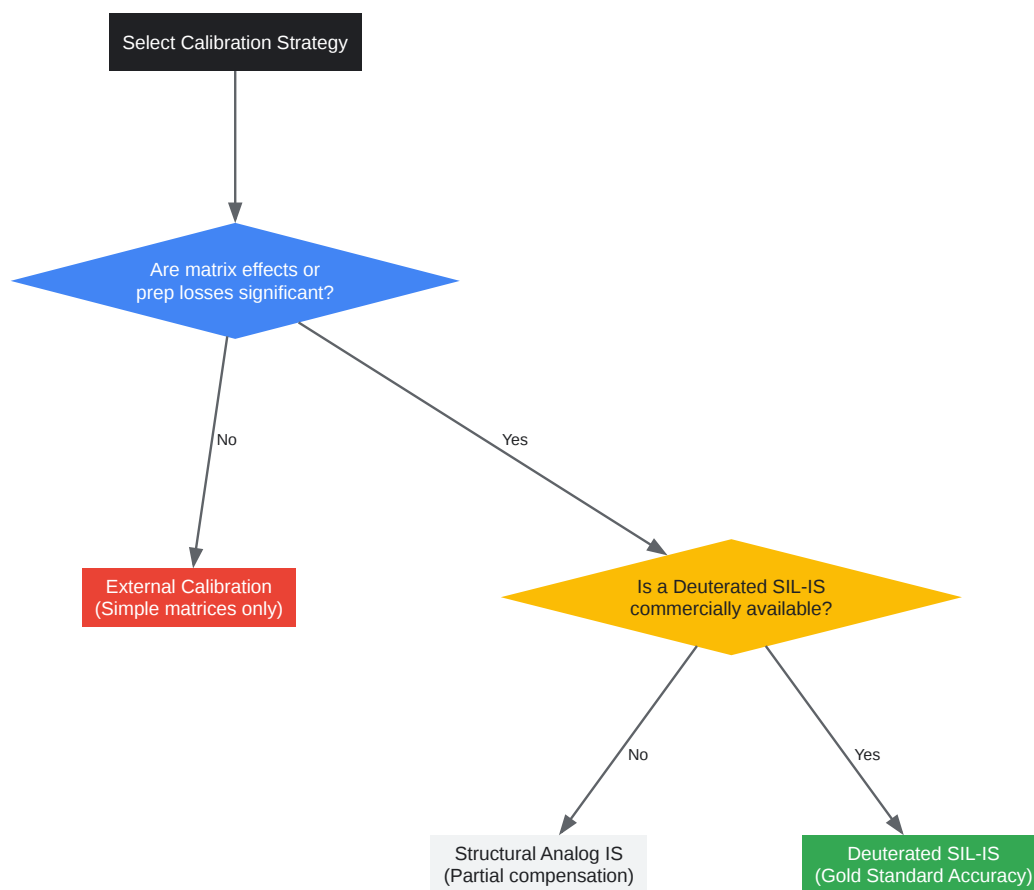 Select Calibration Strategy
Are matrix effects or
prep losses significant?
No
Yes
External Calibration
(Simple matrices only)
Is a Deuterated SIL-IS
commercially available?
No
Yes
Structural Analog IS
(Partial compensation)
Deuterated SIL-IS
(Gold Standard Accuracy)